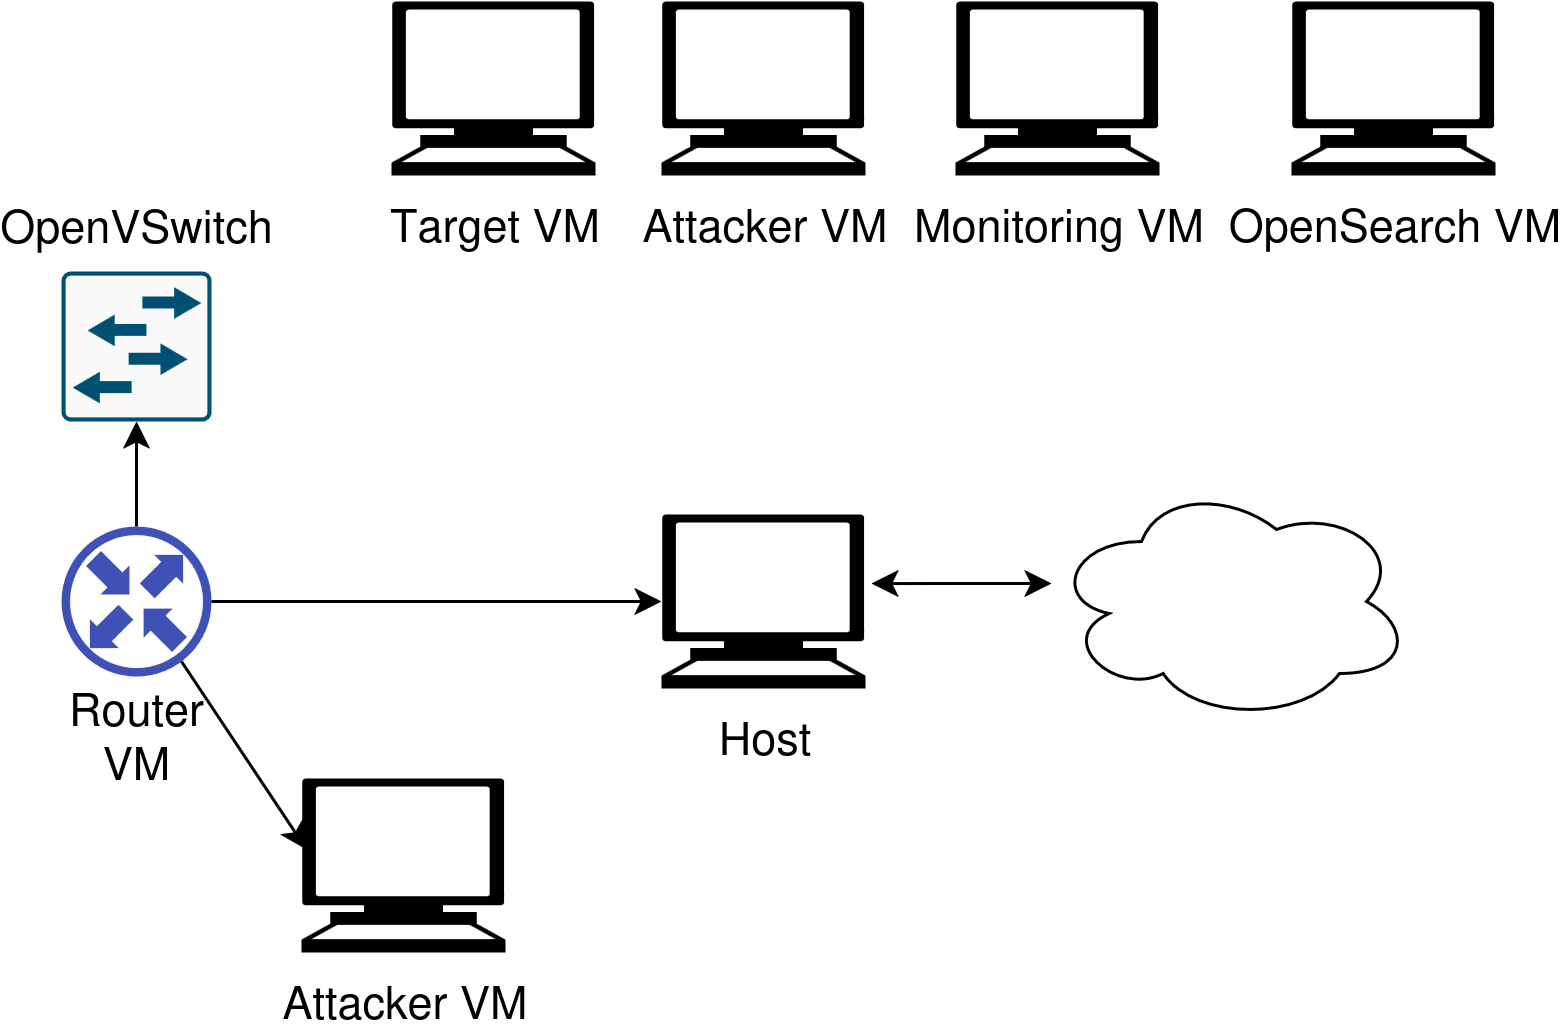 OpenVSwitch
Target VM
Attacker VM
Monitoring VM
OpenSearch VM
Router
VM
Host
Attacker VM